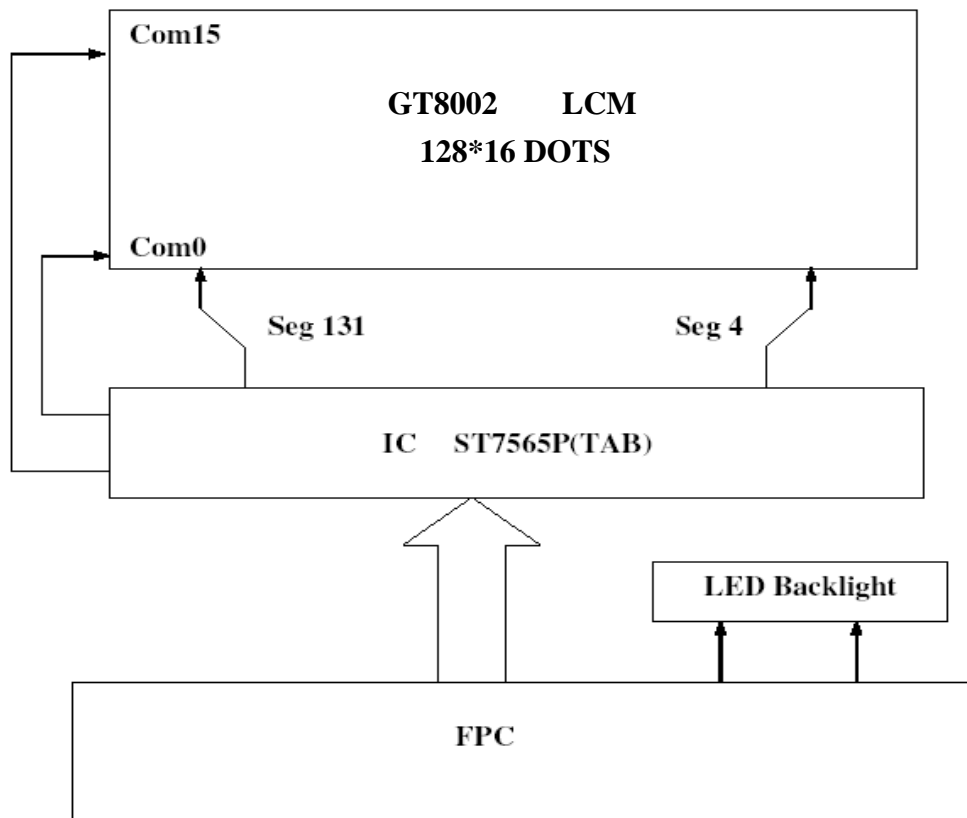 Com15
GT8002 LCM
128*16 DOTS
Com0
Seg 131
Seg 4
IC ST7565P(TAB)
LED Backlight
FPC